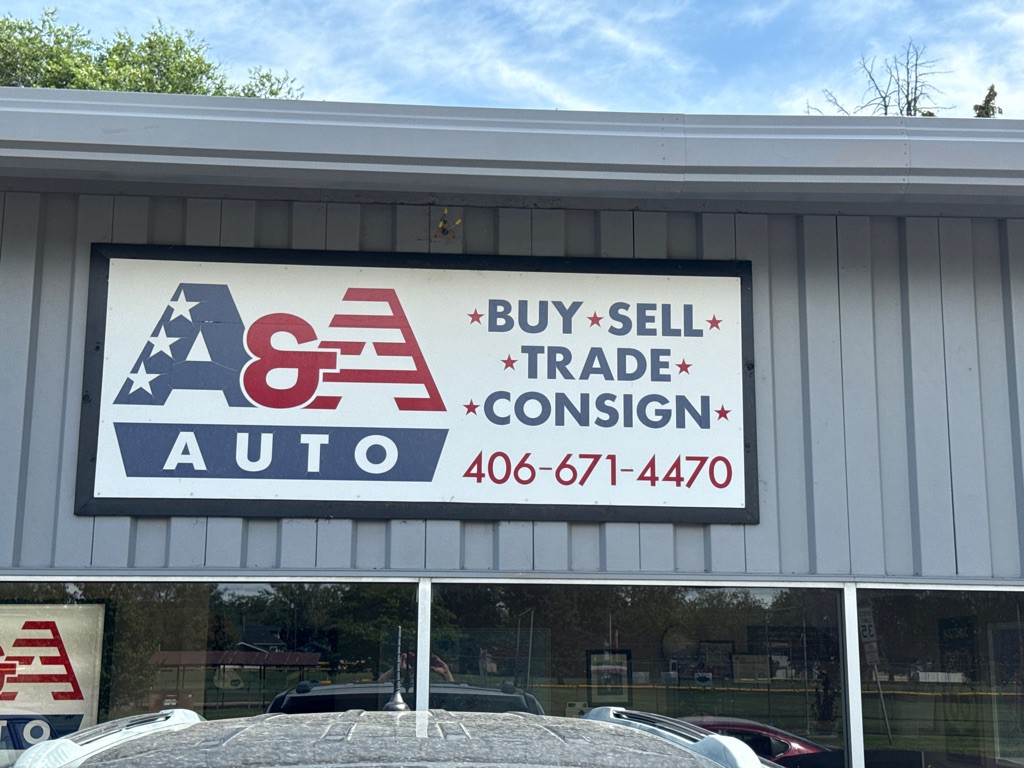 A&A
AUTO
BUY SELL
TRADE
CONSIGN
406-671-4470